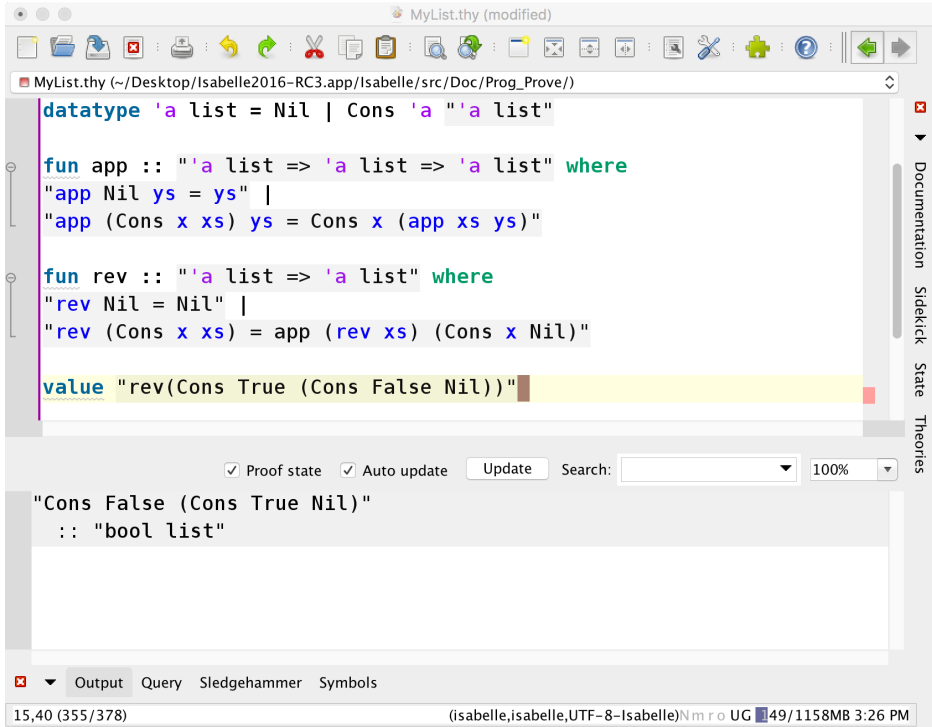 MyList.thy (modified)
MyList.thy (~/Desktop/Isabelle2016-RC3.app/Isabelle/src/Doc/Prog_Prove/)
datatype 'a list = Nil | Cons 'a "'a list"
fun app :: "'a list => 'a list => 'a list" where
"app Nil ys = ys" |
"app (Cons x xs) ys = Cons x (app xs ys)"
fun rev :: "'a list => 'a list" where
"rev Nil = Nil" |
"rev (Cons x xs) = app (rev xs) (Cons x Nil)"
value "rev(Cons True (Cons False Nil))"
Documentation
Sidekick
State
Theories
Proof state
Auto update
Update
Search:
100%
"Cons False (Cons True Nil)"
:: "bool list"
Output
Query
Sledgehammer
Symbols
15,40 (355/378)
(isabelle,isabelle,UTF-8-Isabelle)N m r o UG 149/1158MB 3:26 PM